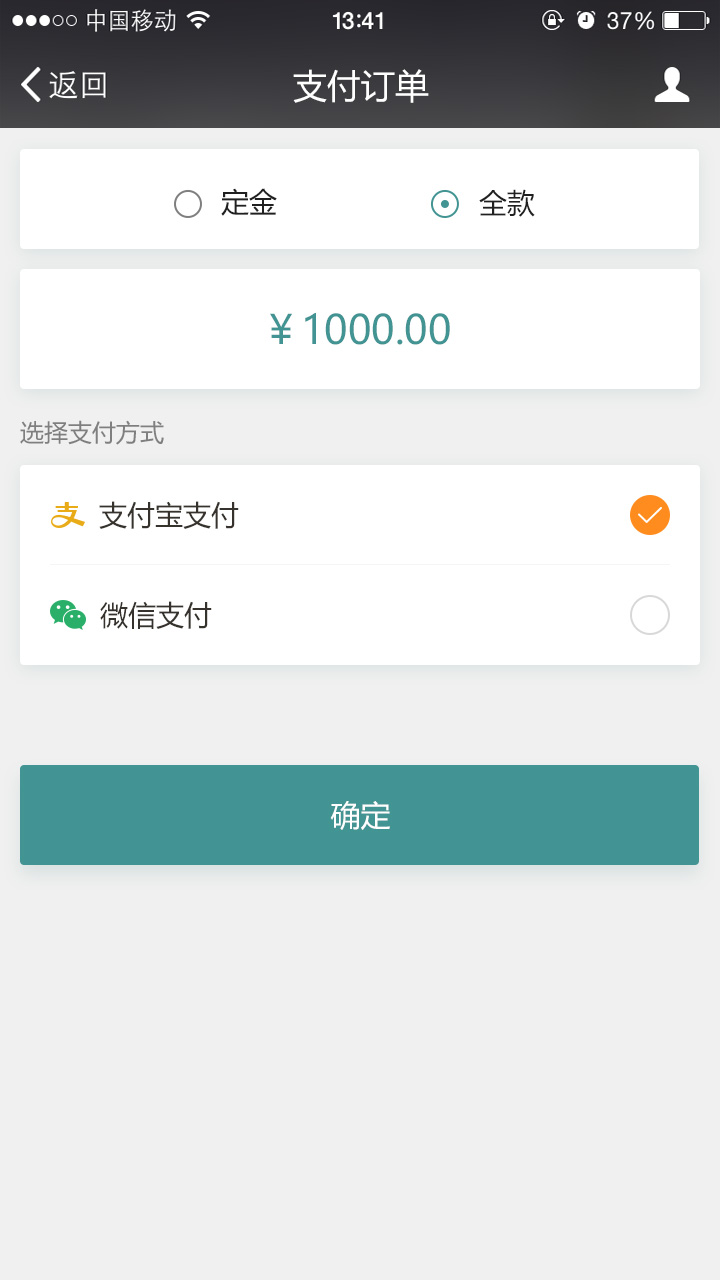 中国移动 13:41 37%
返回 支付订单
定金 全款
¥ 1000.00
选择支付方式
支 支付宝支付
微信支付
确定